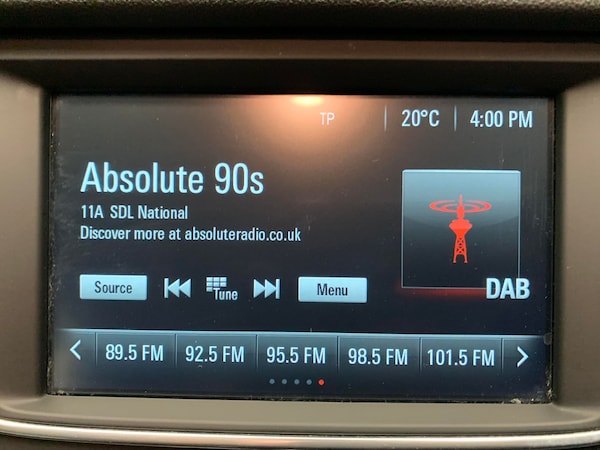 TP 20°C 4:00 PM
Absolute 90s
11A SDL National
Discover more at absoluteradio.co.uk
DAB
Source Tune Menu
89.5 FM 92.5 FM 95.5 FM 98.5 FM 101.5 FM